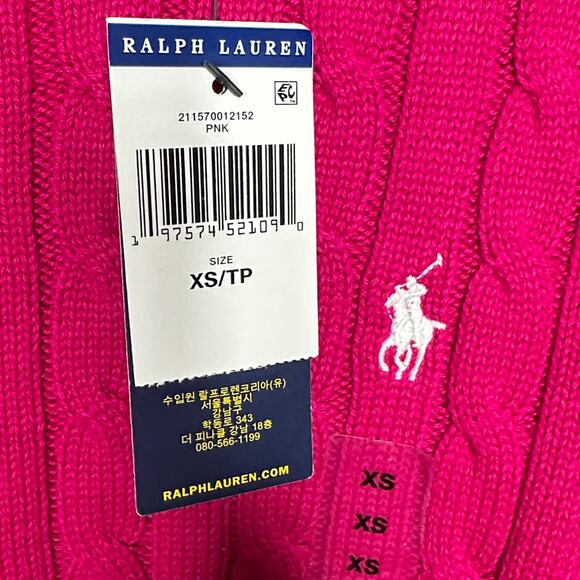 RALPH LAUREN
EPC
211570012152
PNK
1 97574 52109 0
SIZE
XS/TP
수입원 랄프로렌코리아(유)
서울특별시
강남구
학동로 343
더 피나클 강남 18층
080-566-1199
RALPHLAUREN.COM
XS
XS
XS